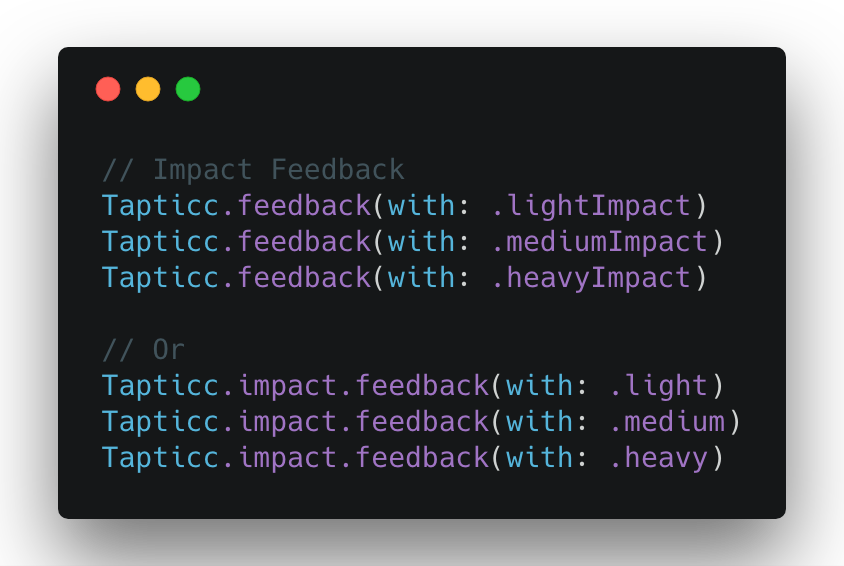 // Impact Feedback
Tapticc.feedback(with: .lightImpact)
Tapticc.feedback(with: .mediumImpact)
Tapticc.feedback(with: .heavyImpact)
// Or
Tapticc.impact.feedback(with: .light)
Tapticc.impact.feedback(with: .medium)
Tapticc.impact.feedback(with: .heavy)